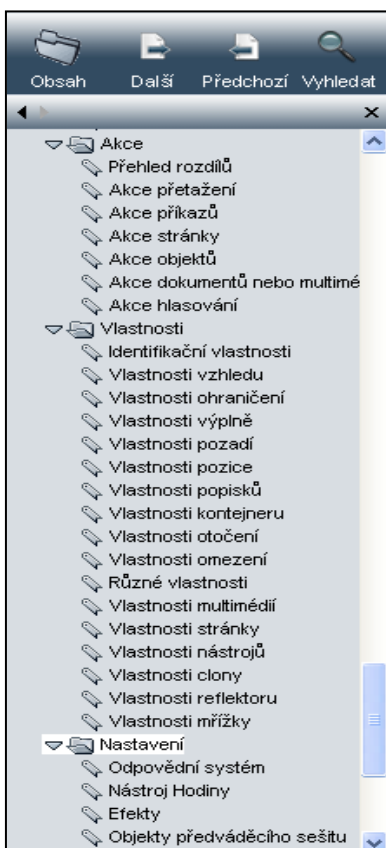 Obsah Další Předchozí Vyhledat
Akce
Přehled rozdílů
Akce přetažení
Akce příkazů
Akce stránky
Akce objektů
Akce dokumentů nebo multimé
Akce hlasování
Vlastnosti
Identifikační vlastnosti
Vlastnosti vzhledu
Vlastnosti ohraničení
Vlastnosti výplně
Vlastnosti pozadí
Vlastnosti pozice
Vlastnosti popisků
Vlastnosti kontejneru
Vlastnosti otočení
Vlastnosti omezení
Různé vlastnosti
Vlastnosti multimédií
Vlastnosti stránky
Vlastnosti nástrojů
Vlastnosti clony
Vlastnosti reflektoru
Vlastnosti mřížky
Nastavení
Odpovědní systém
Nástroj Hodiny
Efekty
Objekty předváděcího sešitu